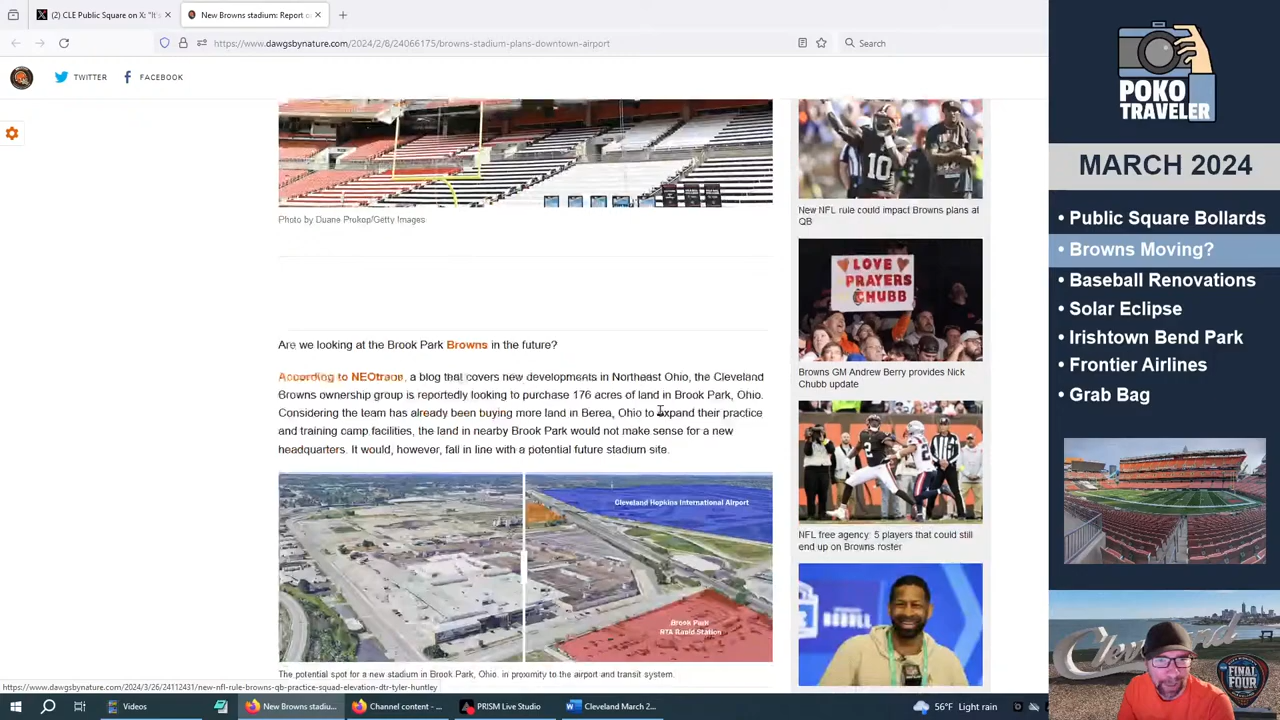 (2) CLE Public Square on X: "It's
New Browns stadium: Report o
https://www.dawgsbynature.com/2024/2/8/24066175/browns-stadium-plans-downtown-airport
Search
TWITTER
FACEBOOK
Photo by Duane Prokop/Getty Images
Are we looking at the Brook Park Browns in the future?
According to NEOtrans, a blog that covers new developments in Northeast Ohio, the Cleveland
Browns ownership group is reportedly looking to purchase 176 acres of land in Brook Park, Ohio.
Considering the team has already been buying more land in Berea, Ohio to expand their practice
and training camp facilities, the land in nearby Brook Park would not make sense for a new
headquarters. It would, however, fall in line with a potential future stadium site.
Cleveland Hopkins International Airport
Brook Park
RTA Rapid Station
The potential spot for a new stadium in Brook Park, Ohio. in proximity to the airport and transit system.
10
New NFL rule could impact Browns plans at
QB
LOVE
PRAYERS
CHUBB
Browns GM Andrew Berry provides Nick
Chubb update
2
NFL free agency: 5 players that could still
end up on Browns roster
https://www.dawgsbynature.com/2024/3/26/24112431/new-nfl-rule-browns-qb-practice-squad-elevation-dtr-tyler-huntley
POKO
TRAVELER
MARCH 2024
• Public Square Bollards
• Browns Moving?
• Baseball Renovations
• Solar Eclipse
• Irishtown Bend Park
• Frontier Airlines
• Grab Bag
Cleveland
FINAL
FOUR
Videos
New Browns stadiu...
Channel content - ...
PRISM Live Studio
Cleveland March 2...
56°F Light rain